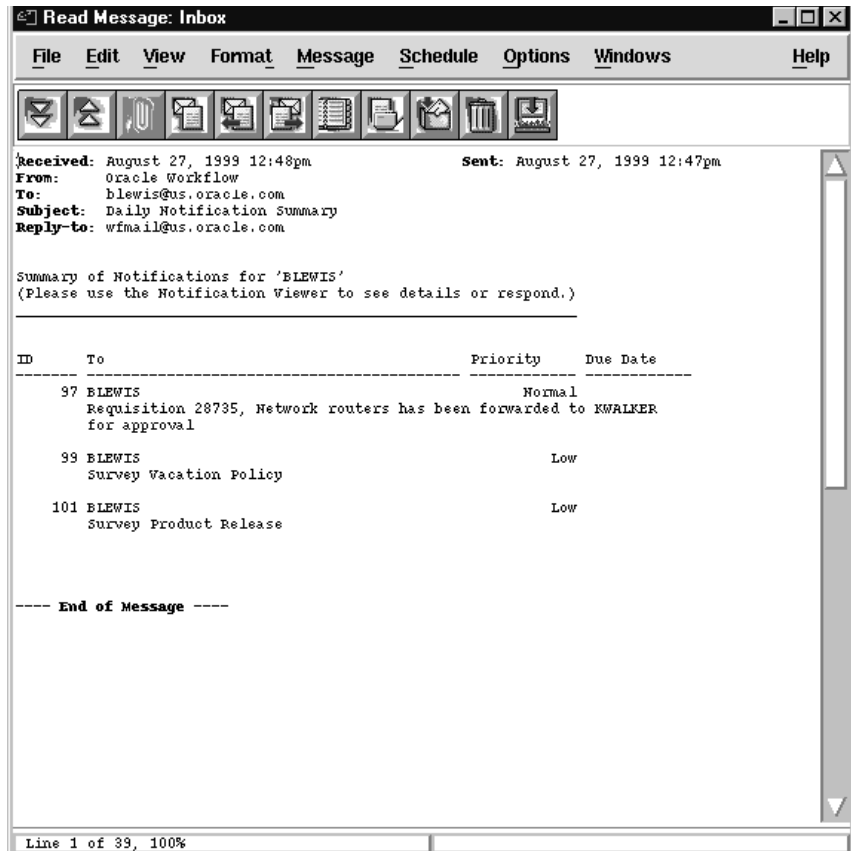 Read Message: Inbox
File Edit View Format Message Schedule Options Windows Help
Received: August 27, 1999 12:48pm Sent: August 27, 1999 12:47pm
From: Oracle Workflow
To: blewis@us.oracle.com
Subject: Daily Notification Summary
Reply-to: wfmail@us.oracle.com
Summary of Notifications for 'BLEWIS'
(Please use the Notification Viewer to see details or respond.)
ID To Priority Due Date
97 BLEWIS Normal
Requisition 28735, Network routers has been forwarded to KWALKER
for approval
99 BLEWIS Low
Survey Vacation Policy
101 BLEWIS Low
Survey Product Release
---- End of Message ----
Line 1 of 39, 100%